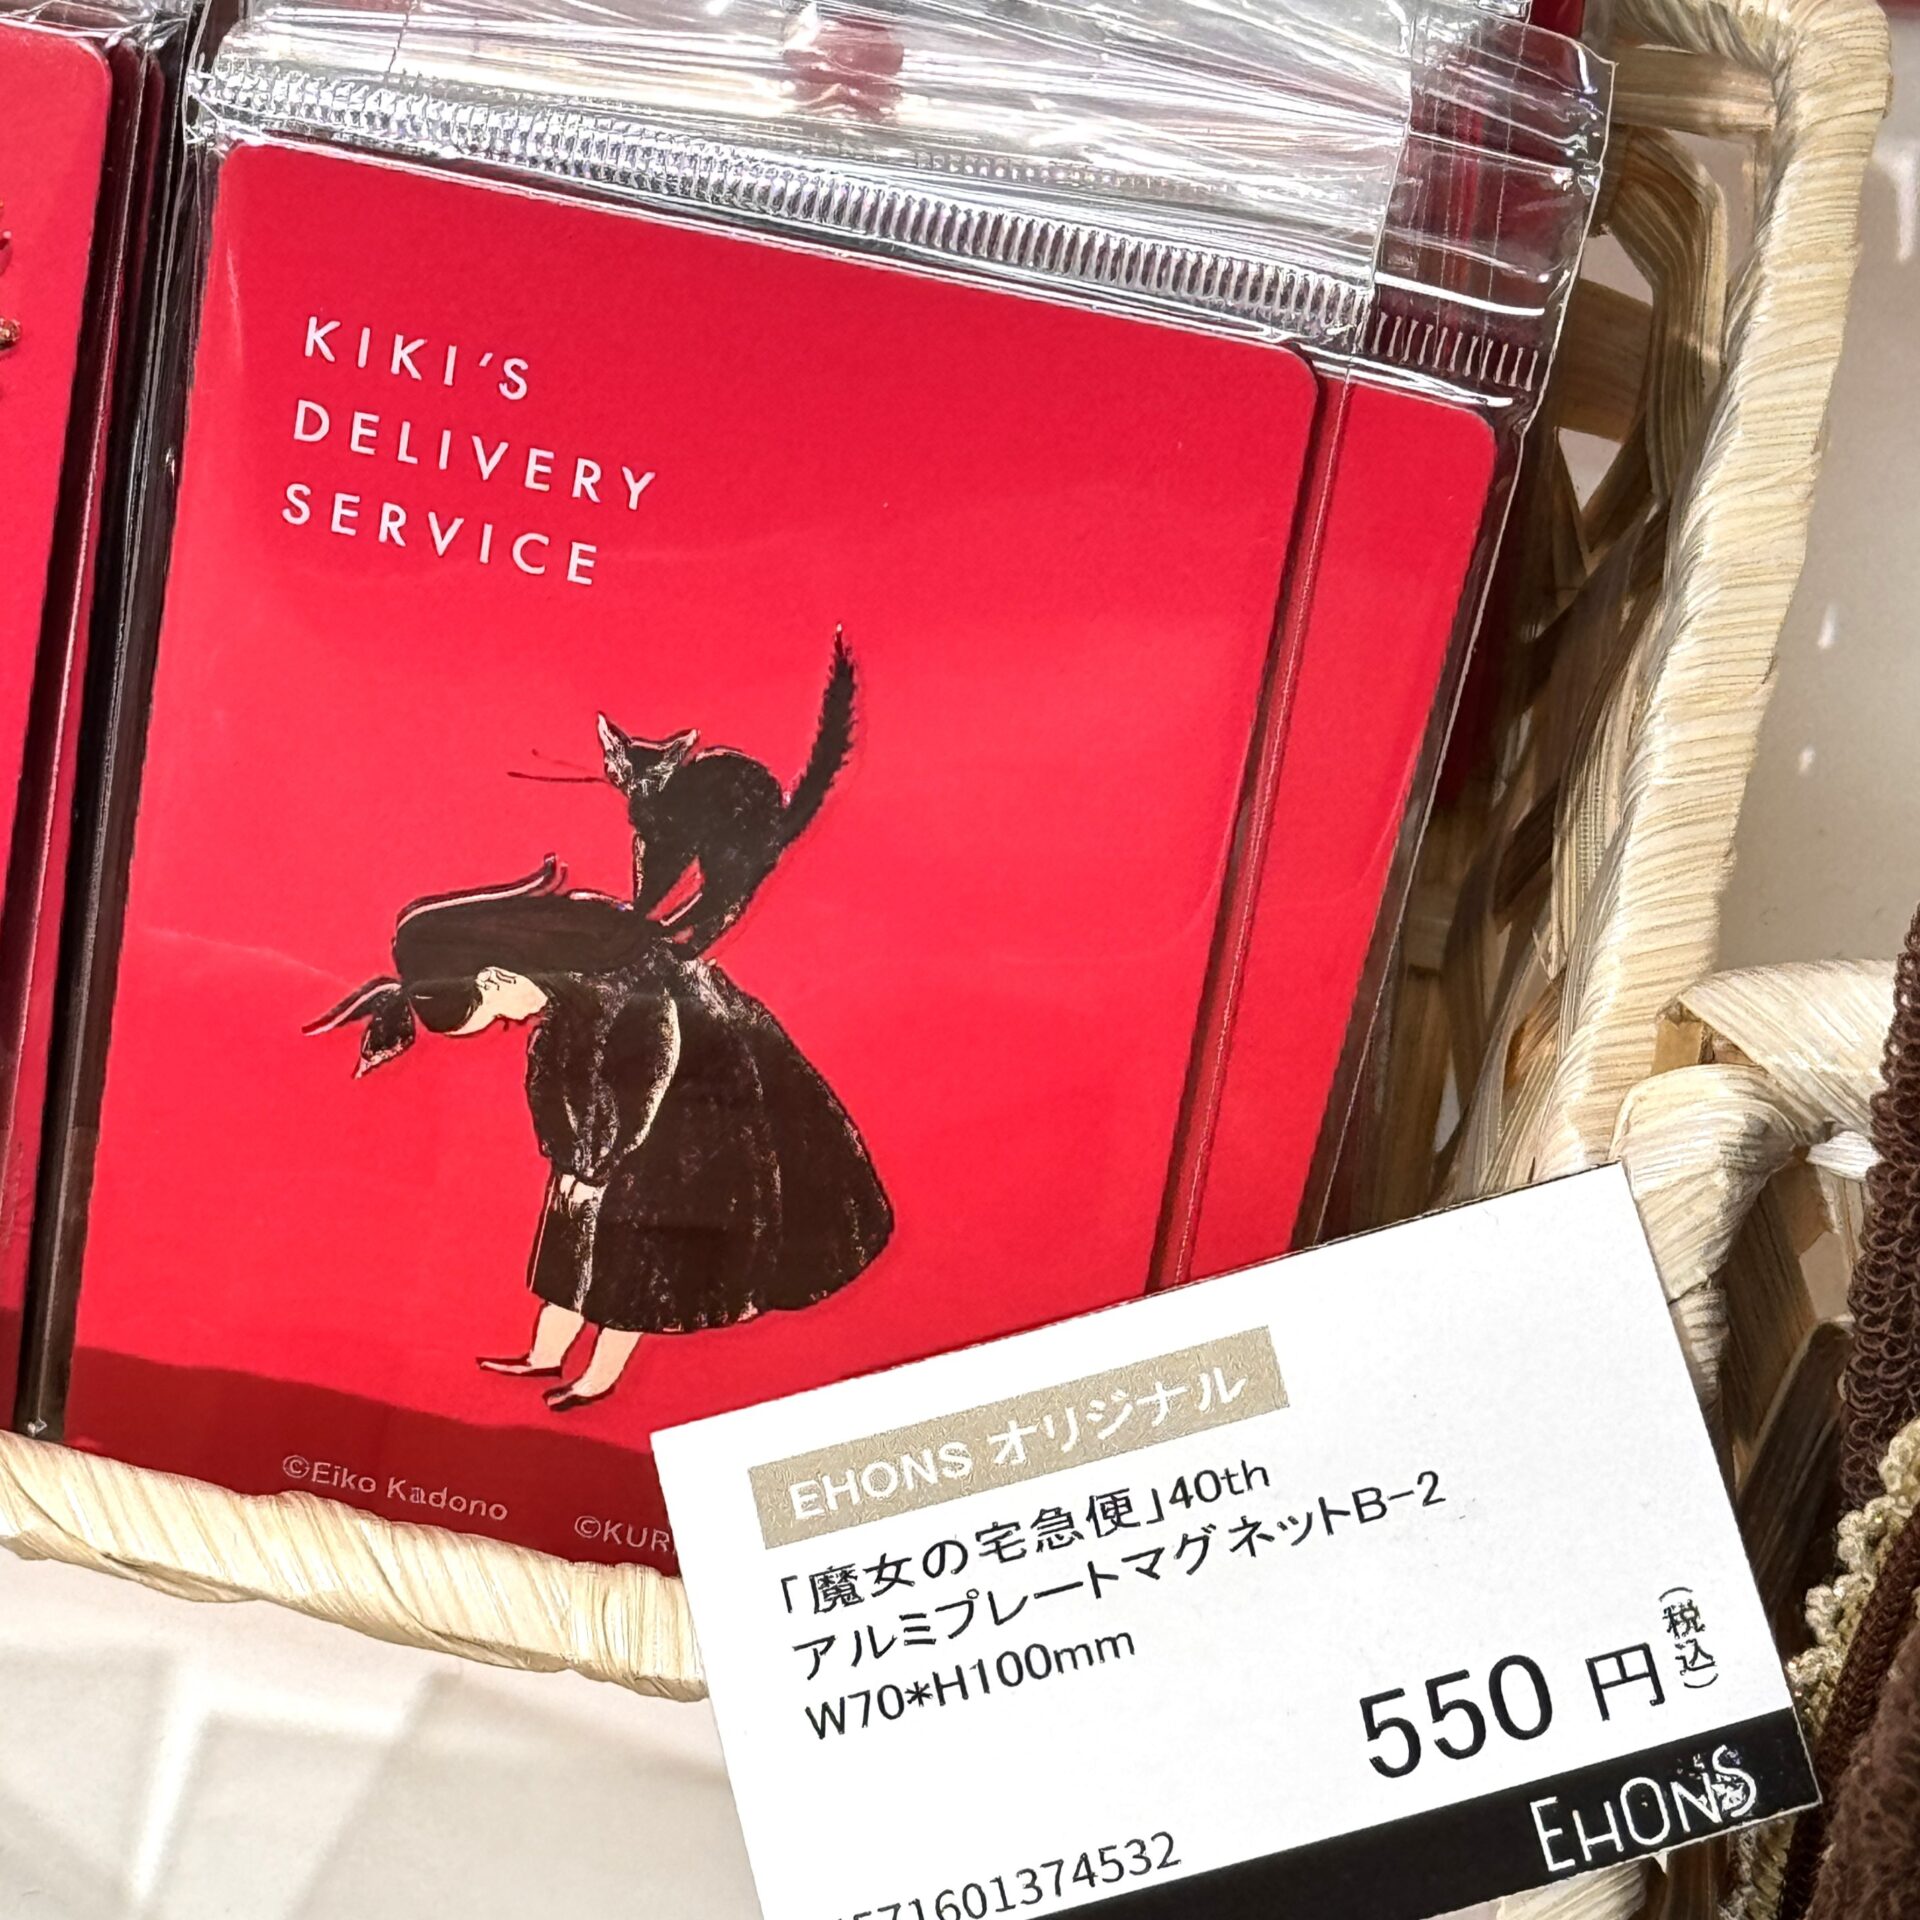 KIKI'S
DELIVERY
SERVICE
©Eiko Kadono
EHONS オリジナル
「魔女の宅急便」40th
アルミプレートマグネットB-2
W70*H100mm
550 円 (税込)
EHONS